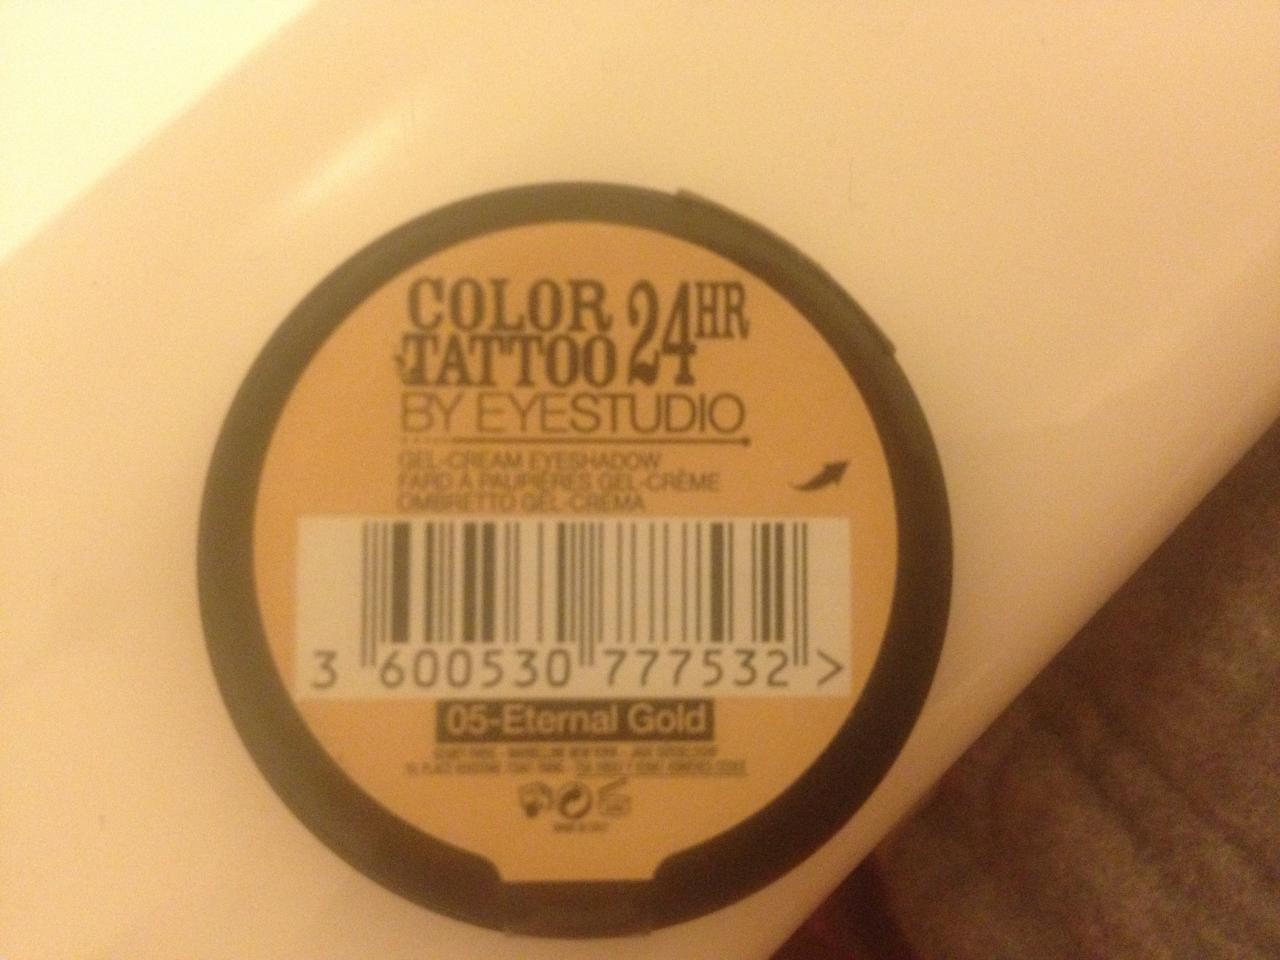 COLOR 24HR
TATTOO
BY EYESTUDIO
GEL-CREAM EYESHADOW
FARD À PAUPIÈRES GEL-CRÈME
OMBRETTO GEL-CREMA
3 600530 777532 >
05-Eternal Gold